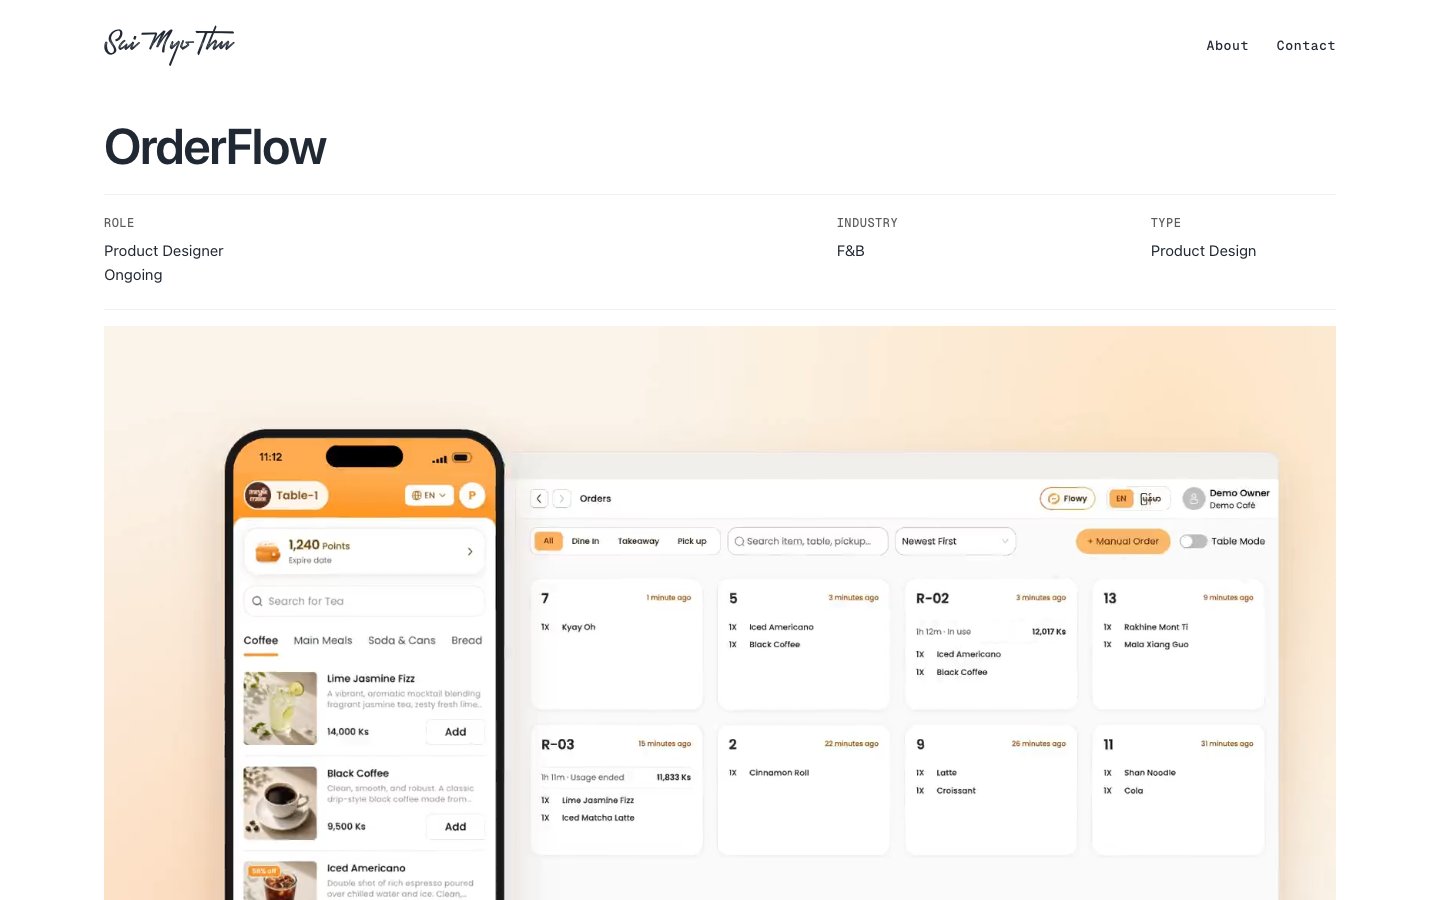 Sai Myo Thu
About
Contact
OrderFlow
ROLE
Product Designer
Ongoing
INDUSTRY
F&B
TYPE
Product Design
11:12
Table-1
EN
P
1,240 Points
Expire date
Search for Tea
Coffee
Main Meals
Soda & Cans
Bread
Lime Jasmine Fizz
A vibrant, aromatic mocktail blending
fragrant jasmine tea, zesty fresh lime..
14,000 Ks
Add
Black Coffee
Clean, smooth, and robust. A classic
drip-style black coffee made from...
9,500 Ks
Add
Iced Americano
Double shot of rich espresso poured
over chilled water and ice. Clean,...
Orders
Flowy
EN
မြန်မာ
Demo Owner
Demo Café
All
Dine In
Takeaway
Pick up
Search item, table, pickup...
Newest First
+ Manual Order
Table Mode
7
1 minute ago
1X Kyay Oh
5
3 minutes ago
1X Iced Americano
1X Black Coffee
R-02
3 minutes ago
1h 12m · In use
12,017 Ks
1X Iced Americano
1X Black Coffee
13
9 minutes ago
1X Rakhine Mont Ti
1X Mala Xiang Guo
R-03
15 minutes ago
1h 11m · Usage ended
11,833 Ks
1X Lime Jasmine Fizz
1X Iced Matcha Latte
2
22 minutes ago
1X Cinnamon Roll
9
26 minutes ago
1X Latte
1X Croissant
11
31 minutes ago
1X Shan Noodle
1X Cola